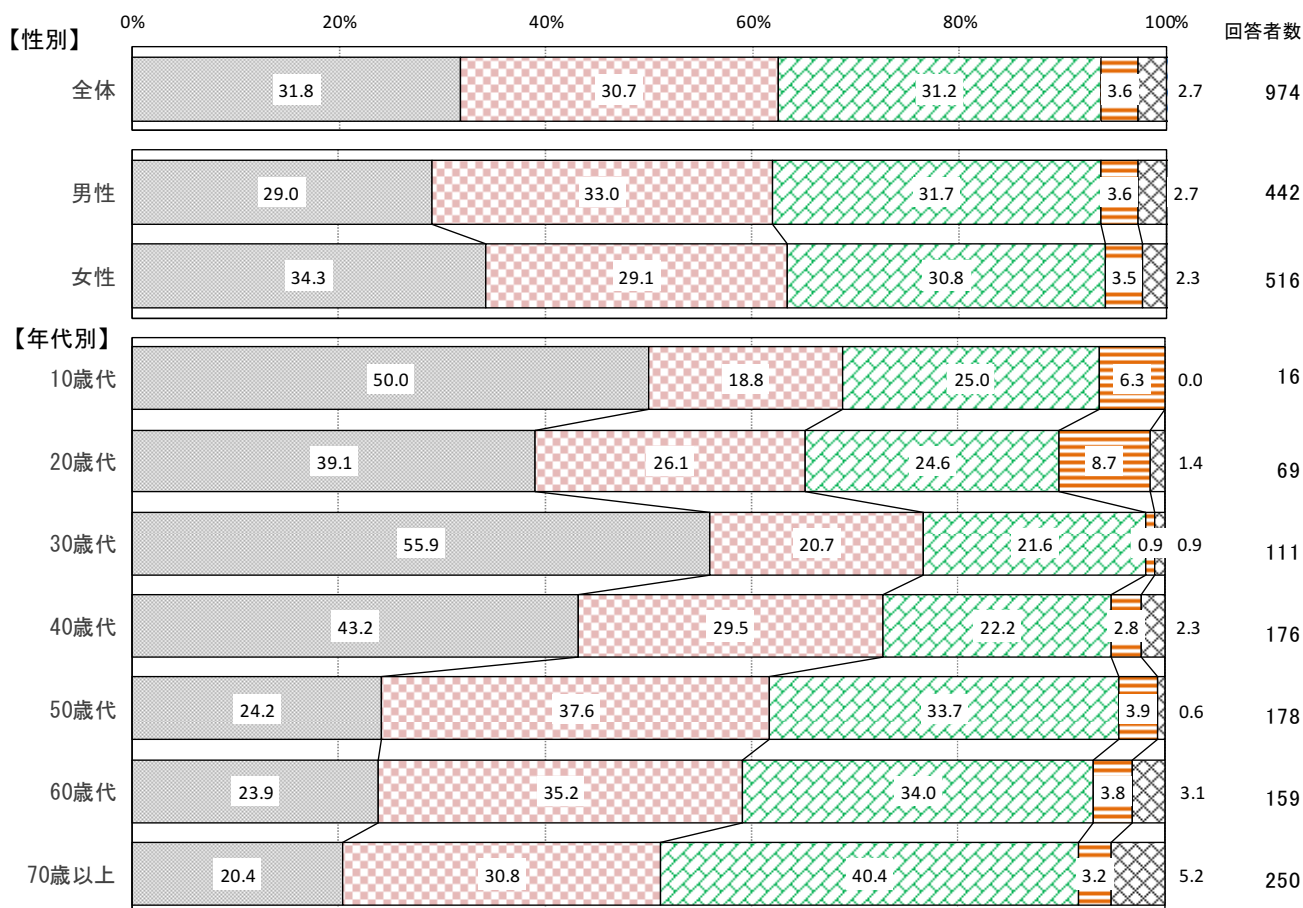 0% 20% 40% 60% 80% 100%
回答者数
【性別】
全体 31.8 30.7 31.2 3.6 2.7 974
男性 29.0 33.0 31.7 3.6 2.7 442
女性 34.3 29.1 30.8 3.5 2.3 516
【年代別】
10歳代 50.0 18.8 25.0 6.3 0.0 16
20歳代 39.1 26.1 24.6 8.7 1.4 69
30歳代 55.9 20.7 21.6 0.9 0.9 111
40歳代 43.2 29.5 22.2 2.8 2.3 176
50歳代 24.2 37.6 33.7 3.9 0.6 178
60歳代 23.9 35.2 34.0 3.8 3.1 159
70歳以上 20.4 30.8 40.4 3.2 5.2 250